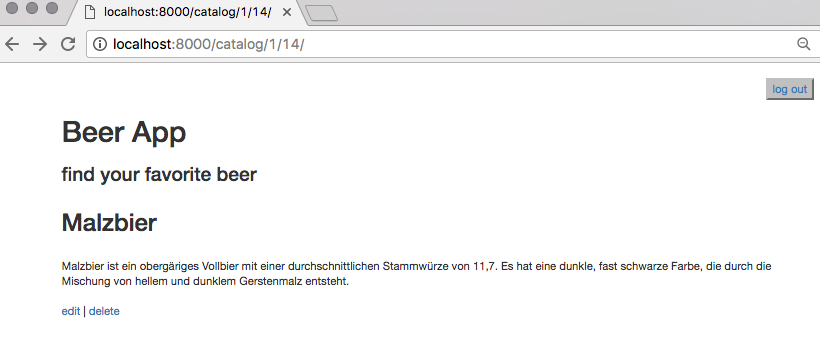 localhost:8000/catalog/1/14/
localhost:8000/catalog/1/14/
log out
Beer App
find your favorite beer
Malzbier
Malzbier ist ein obergäriges Vollbier mit einer durchschnittlichen Stammwürze von 11,7. Es hat eine dunkle, fast schwarze Farbe, die durch die
Mischung von hellem und dunklem Gerstenmalz entsteht.
edit | delete